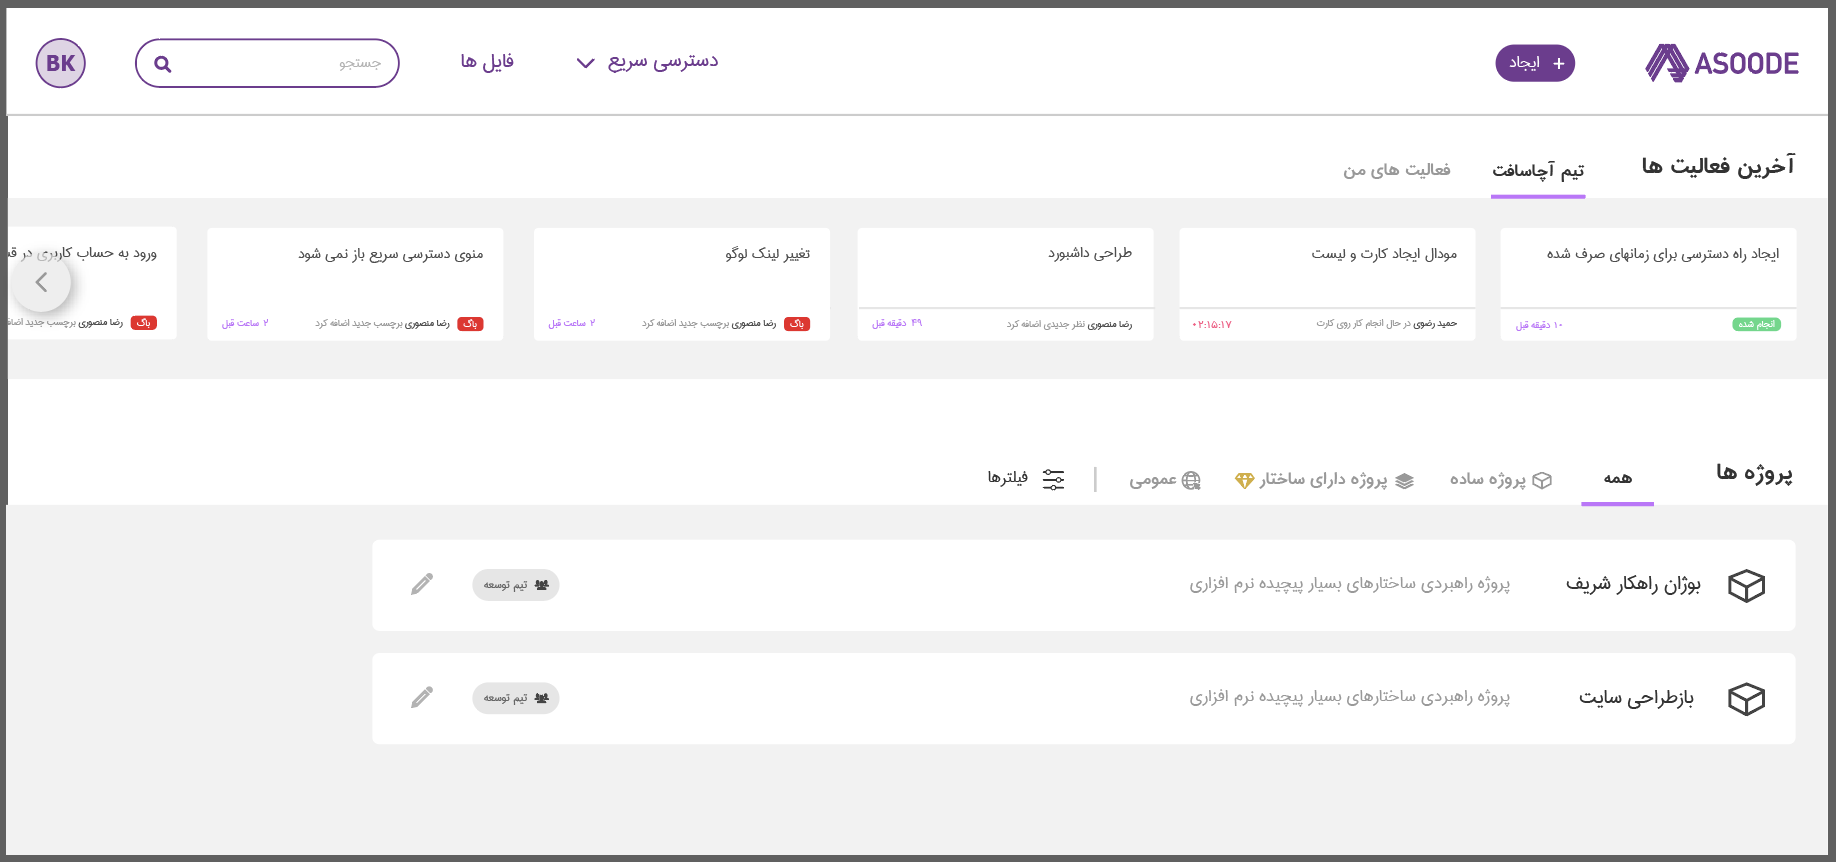 ASOODE
+ ایجاد
دسترسی سریع
فایل ها
جستجو
BK
آخرین فعالیت ها
تیم آچاسافت
فعالیت های من
ایجاد راه دسترسی برای زمانهای صرف شده
انجام شده
۱۰ دقیقه قبل
مودال ایجاد کارت و لیست
حمید رضوی در حال انجام کار روی کارت
۰۲:۱۵:۱۷
طراحی داشبورد
رضا منصوری نظر جدیدی اضافه کرد
۴۹ دقیقه قبل
تغییر لینک لوگو
باگ رضا منصوری برچسب جدید اضافه کرد
۲ ساعت قبل
منوی دسترسی سریع باز نمی شود
باگ رضا منصوری برچسب جدید اضافه کرد
۲ ساعت قبل
ورود به حساب کاربری در
باگ رضا منصوری برچسب جدید
پروژه ها
همه
پروژه ساده
پروژه دارای ساختار
عمومی
فیلترها
بوژان راهکار شریف
پروژه راهبردی ساختارهای بسیار پیچیده نرم افزاری
تیم توسعه
بازطراحی سایت
پروژه راهبردی ساختارهای بسیار پیچیده نرم افزاری
تیم توسعه